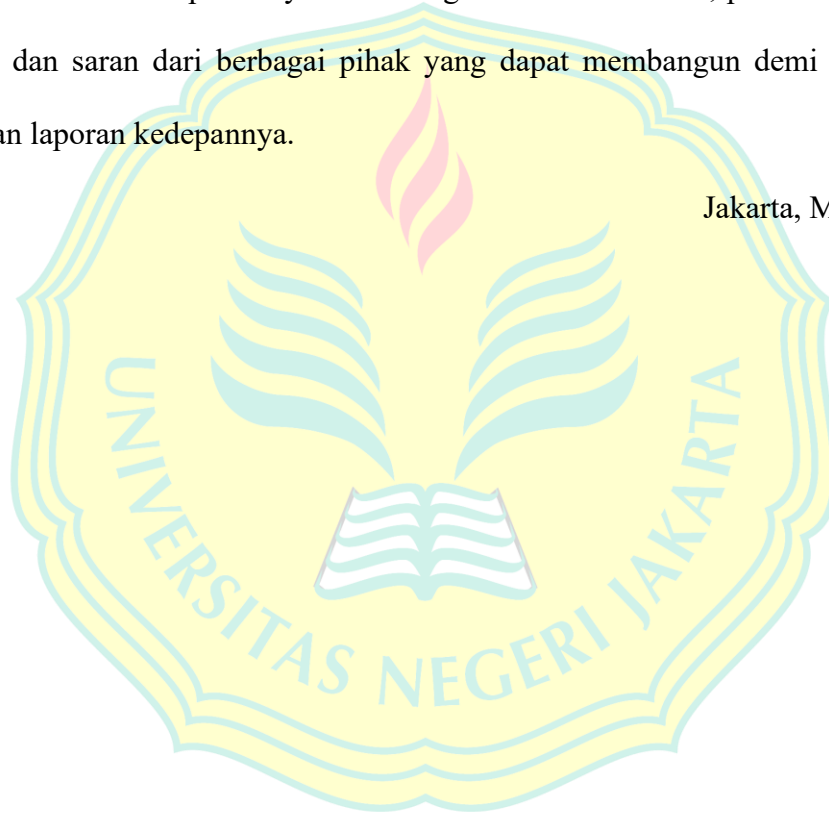 dan saran dari berbagai pihak yang dapat membangun demi
an laporan kedepannya.
Jakarta, M
UNIVERSITAS NEGERI JAKARTA